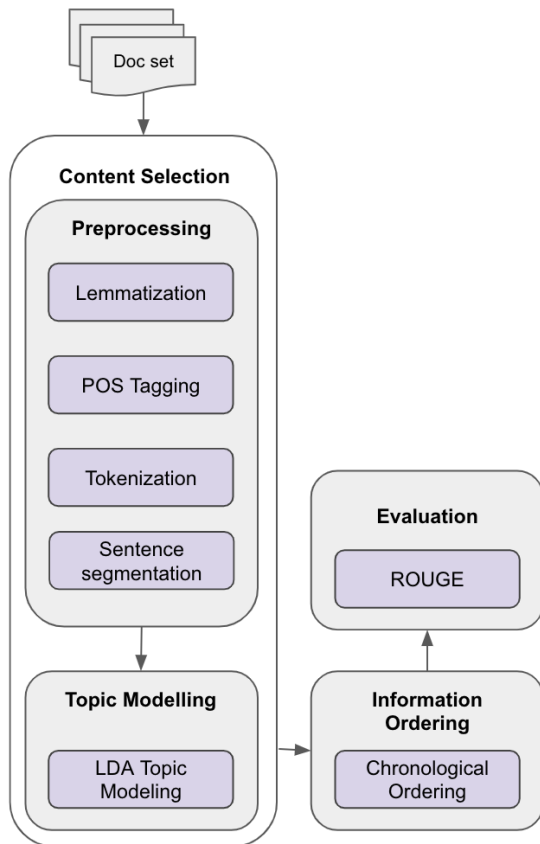 Doc set
Content Selection
Preprocessing
Lemmatization
POS Tagging
Tokenization
Sentence
segmentation
Topic Modelling
LDA Topic
Modeling
Evaluation
ROUGE
Information
Ordering
Chronological
Ordering